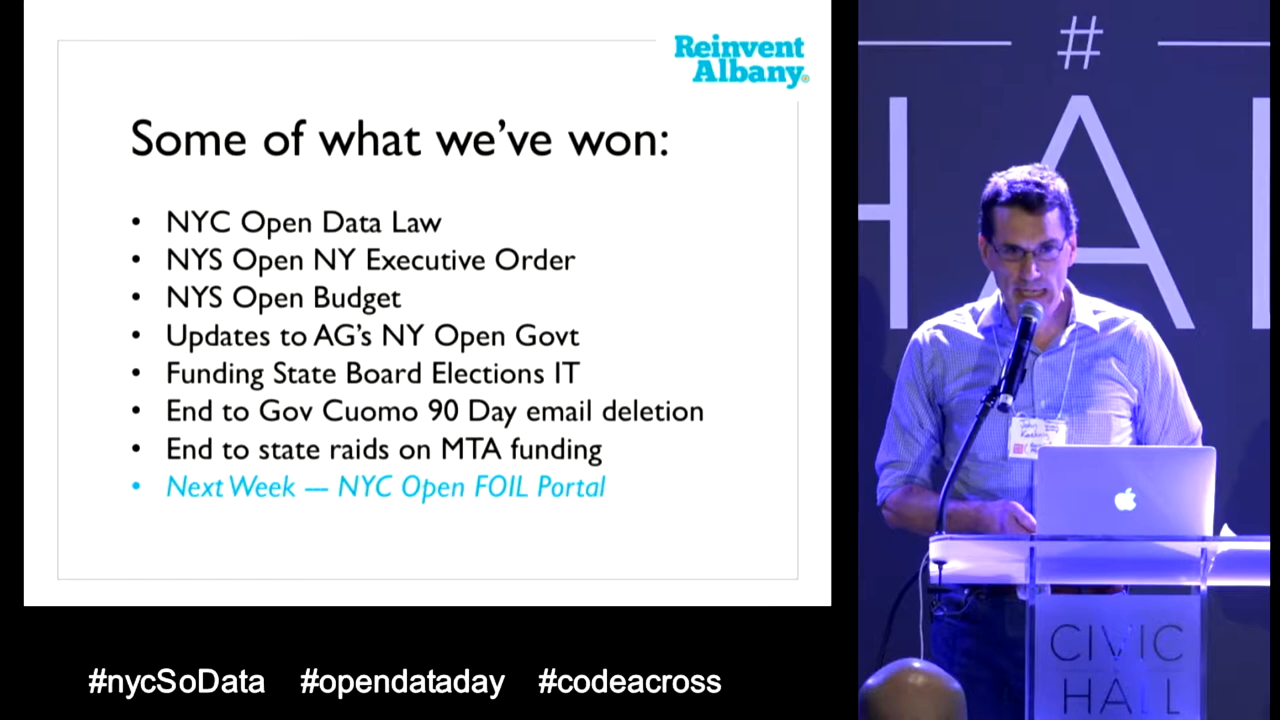 Reinvent
Albany
Some of what we've won:
• NYC Open Data Law
• NYS Open NY Executive Order
• NYS Open Budget
• Updates to AG's NY Open Govt
• Funding State Board Elections IT
• End to Gov Cuomo 90 Day email deletion
• End to state raids on MTA funding
• Next Week — NYC Open FOIL Portal
#nycSoData #opendataday #codeacross
#
HAL
John
CIVIC
HALL